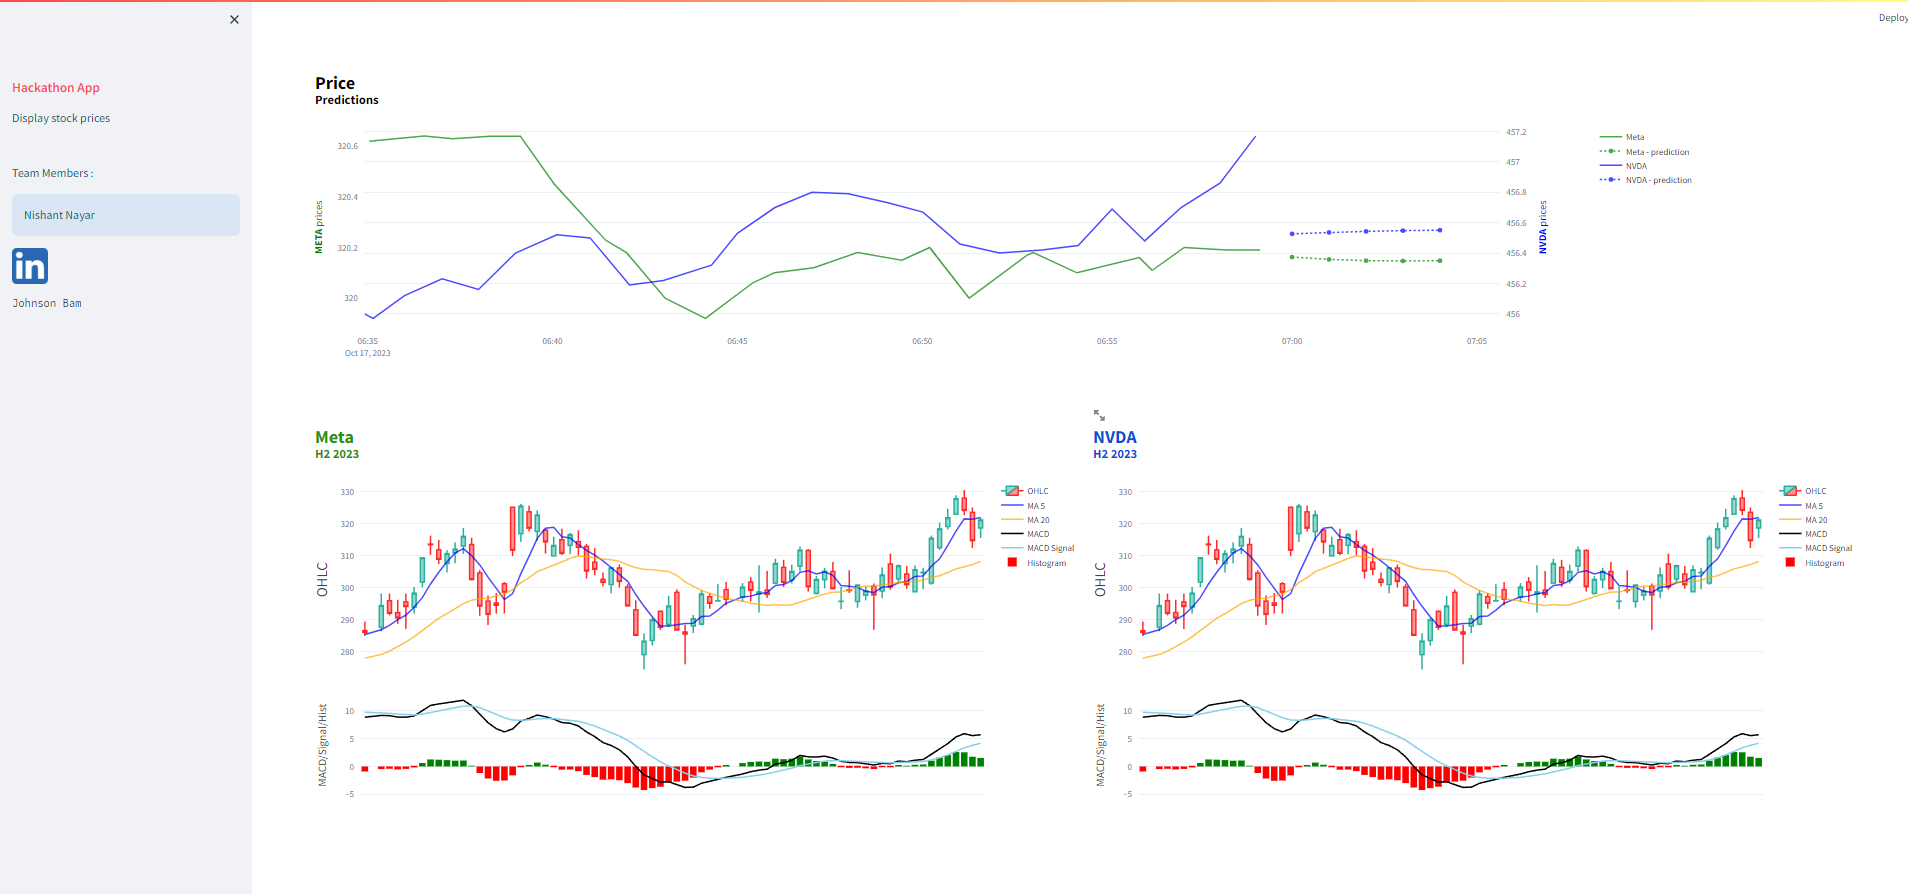 Deploy
Hackathon App
Display stock prices
Team Members :
Nishant Nayar
in
Johnson Bam
Price
Predictions
320.6
320.4
320.2
320
META prices
457.2
457
456.8
456.6
456.4
456.2
456
NVDA prices
06:35
06:40
06:45
06:50
06:55
07:00
07:05
Oct 17, 2023
Meta
Meta - prediction
NVDA
NVDA - prediction
Meta
H2 2023
330
320
310
300
290
280
OHLC
10
5
0
−5
MACD/Signal/Hist
OHLC
MA 5
MA 20
MACD
MACD Signal
Histogram
NVDA
H2 2023
330
320
310
300
290
280
OHLC
10
5
0
−5
MACD/Signal/Hist
OHLC
MA 5
MA 20
MACD
MACD Signal
Histogram